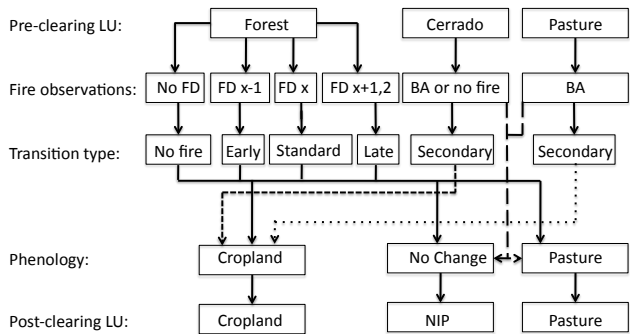 Pre-clearing LU: Forest Cerrado Pasture
Fire observations: No FD FD x-1 FD x FD x+1,2 BA or no fire BA
Transition type: No fire Early Standard Late Secondary Secondary
Phenology: Cropland No Change Pasture
Post-clearing LU: Cropland NIP Pasture